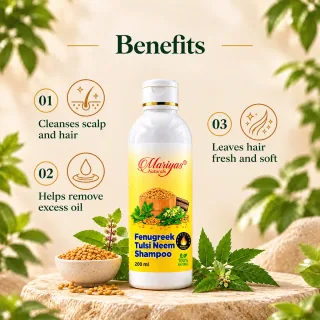 Benefits
01
Cleanses scalp
and hair
02
Helps remove
excess oil
03
Leaves hair
fresh and soft
Mariyas
Naturals
Fenugreek
Tulsi Neem
Shampoo
200 ml